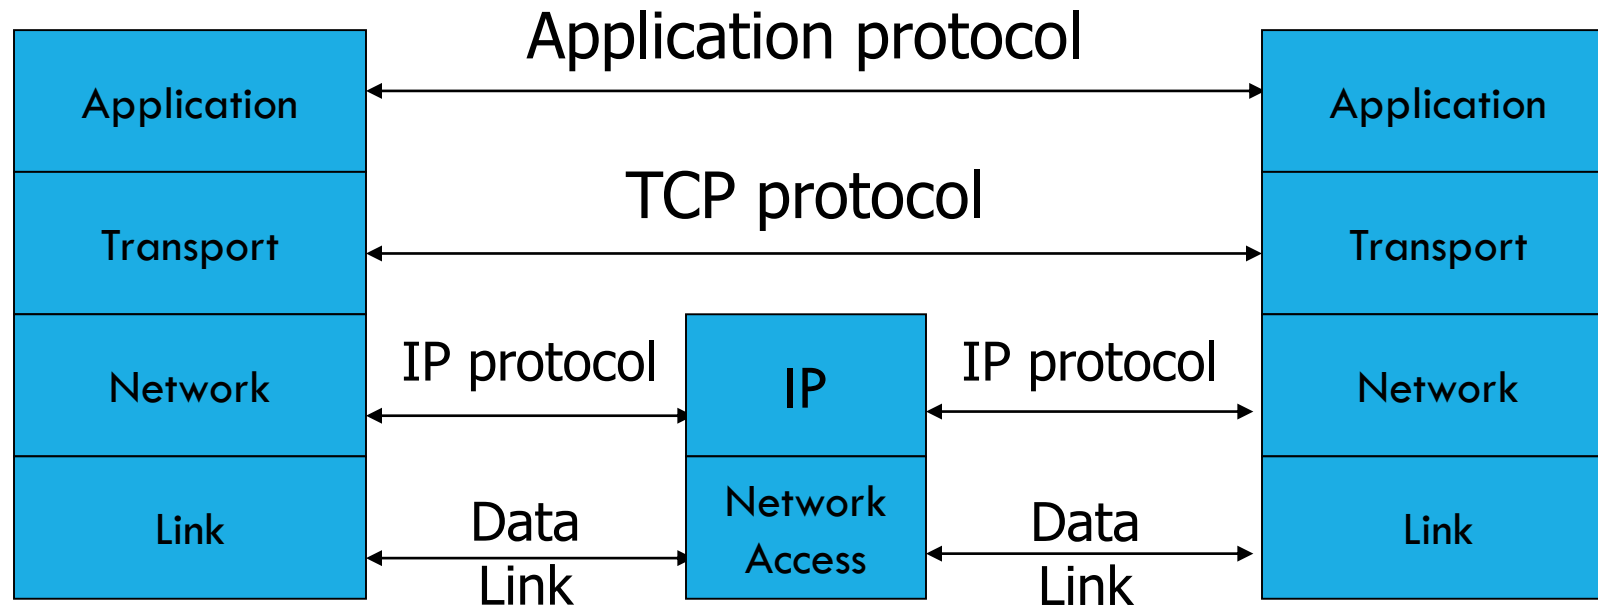 Application protocol
Application
Application
TCP protocol
Transport
Transport
IP protocol
IP
IP protocol
Network
Network
Network
Access
Data
Link
Data
Link
Link
Link